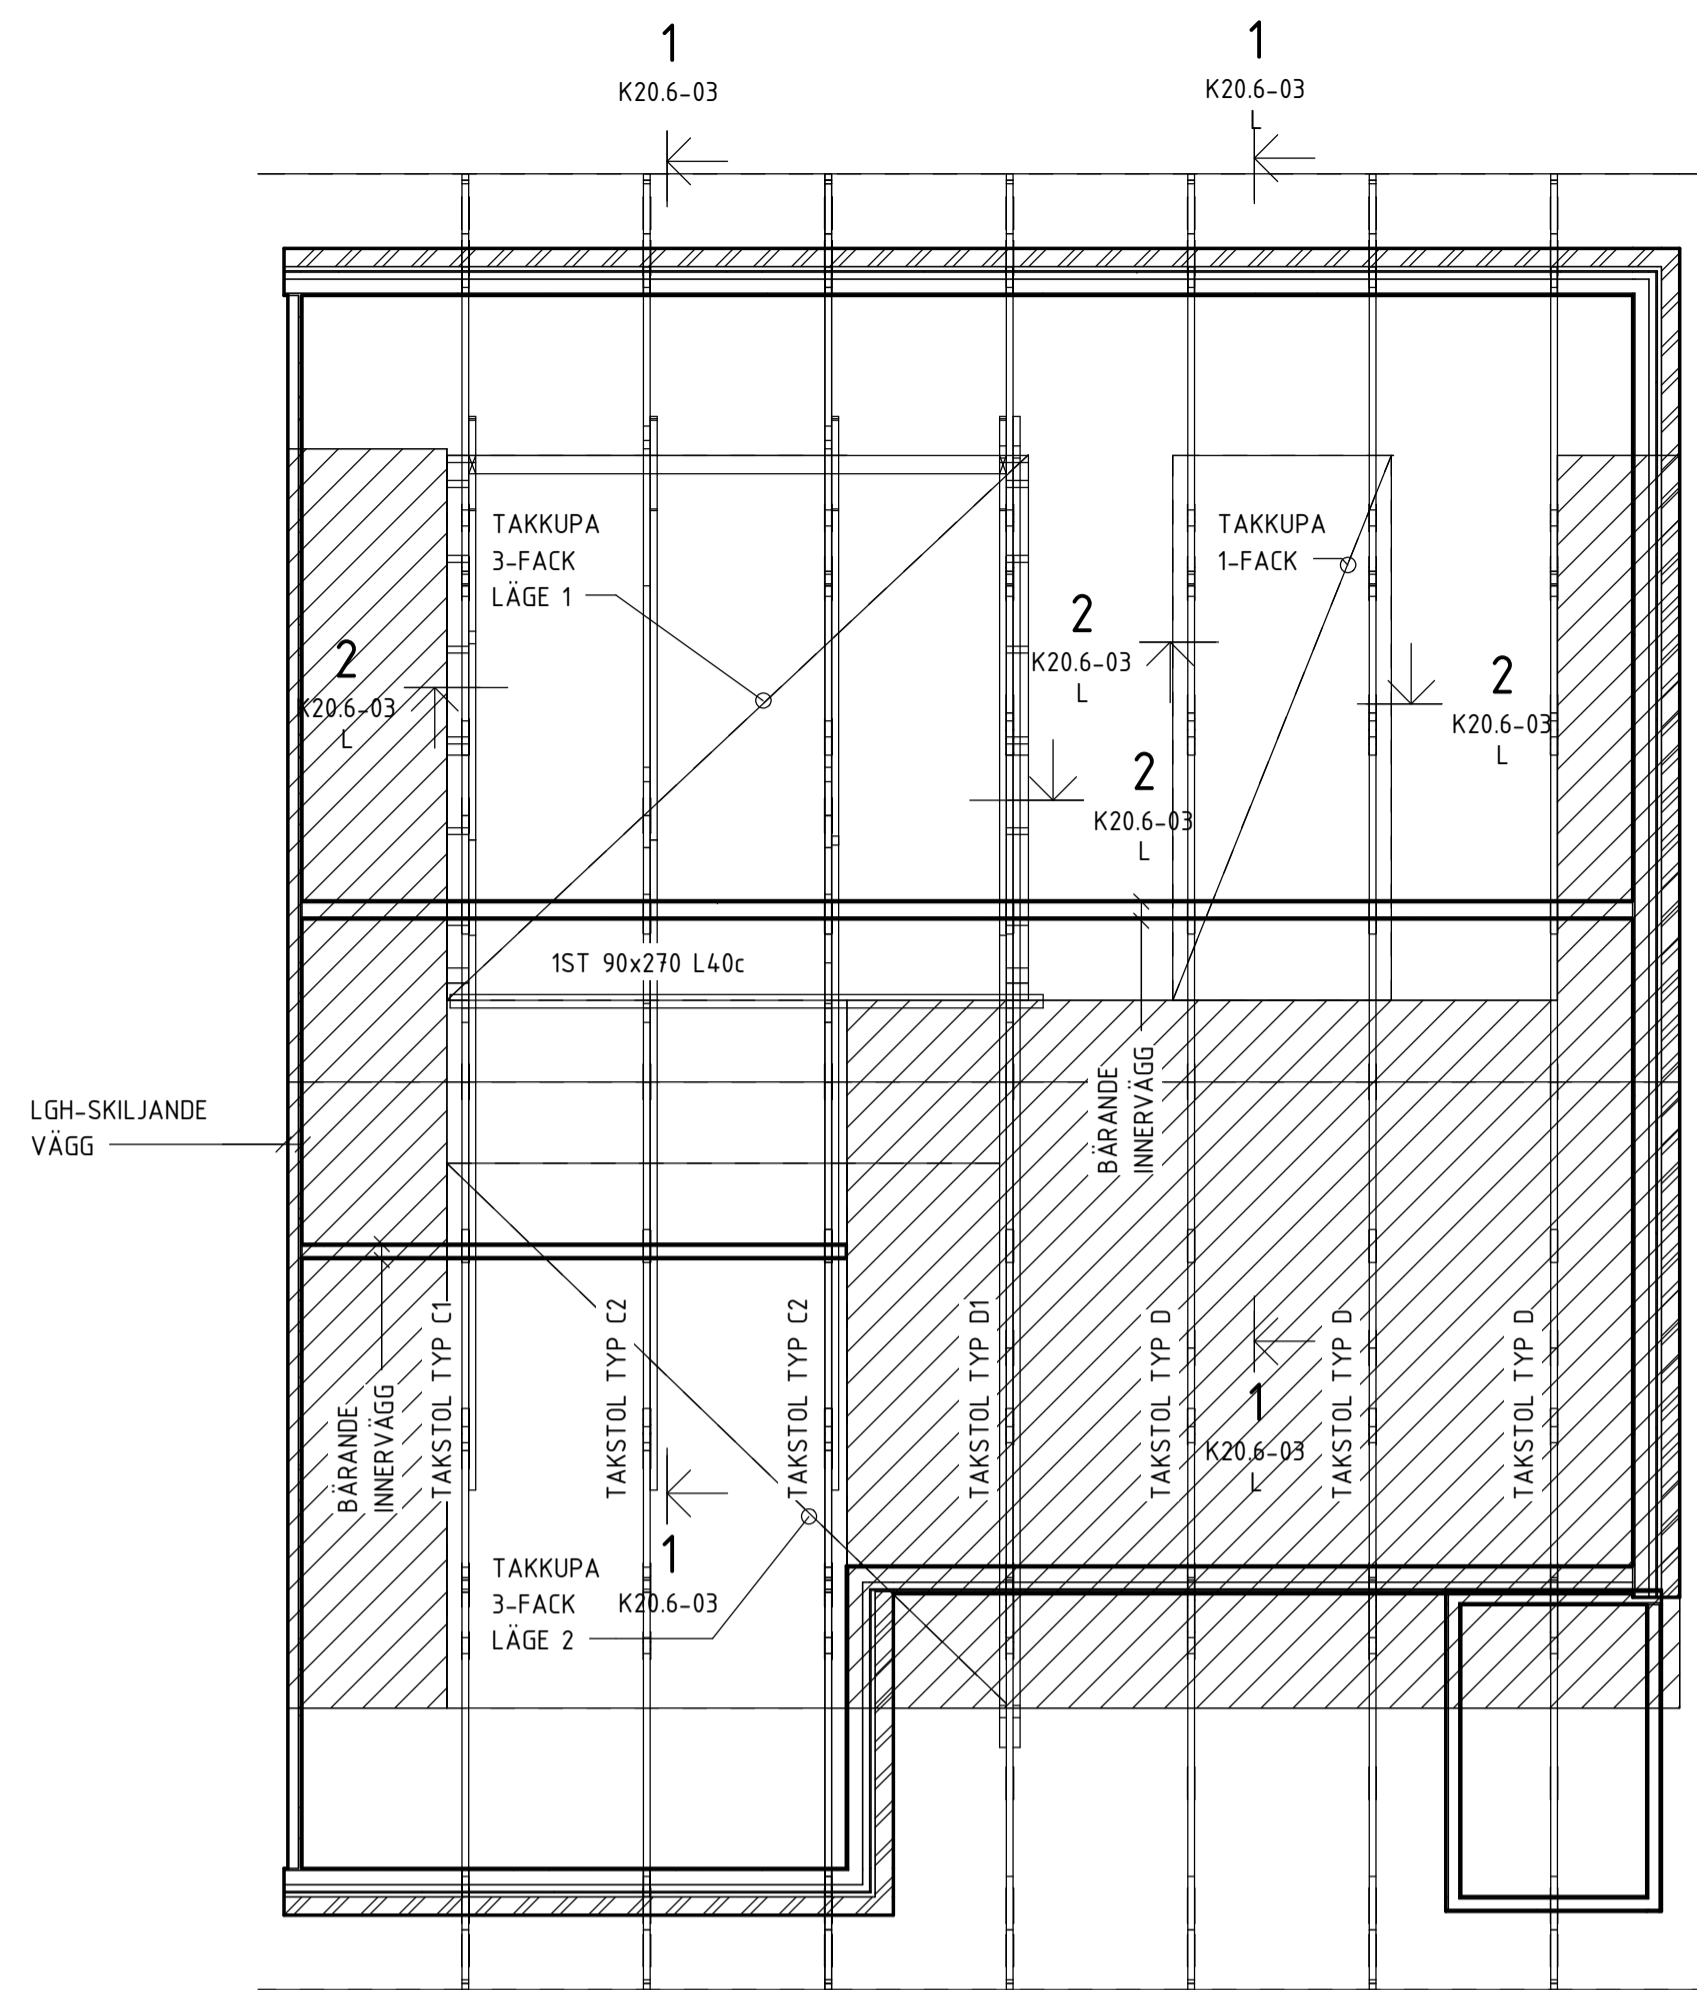 1
K20.6-03
1
K20.6-03
L
TAKKUPA
3-FACK
LÄGE 1
TAKKUPA
1-FACK
2
K20.6-03
L
2
K20.6-03
L
2
K20.6-03
L
2
K20.6-03
L
1ST 90x270 L40c
LGH-SKILJANDE
VÄGG
BÄRANDE
INNERVÄGG
BÄRANDE
INNERVÄGG
TAKSTOL TYP C1
TAKSTOL TYP C2
TAKSTOL TYP C2
TAKSTOL TYP D1
TAKSTOL TYP D
TAKSTOL TYP D
TAKSTOL TYP D
1
K20.6-03
L
1
K20.6-03
TAKKUPA
3-FACK
LÄGE 2